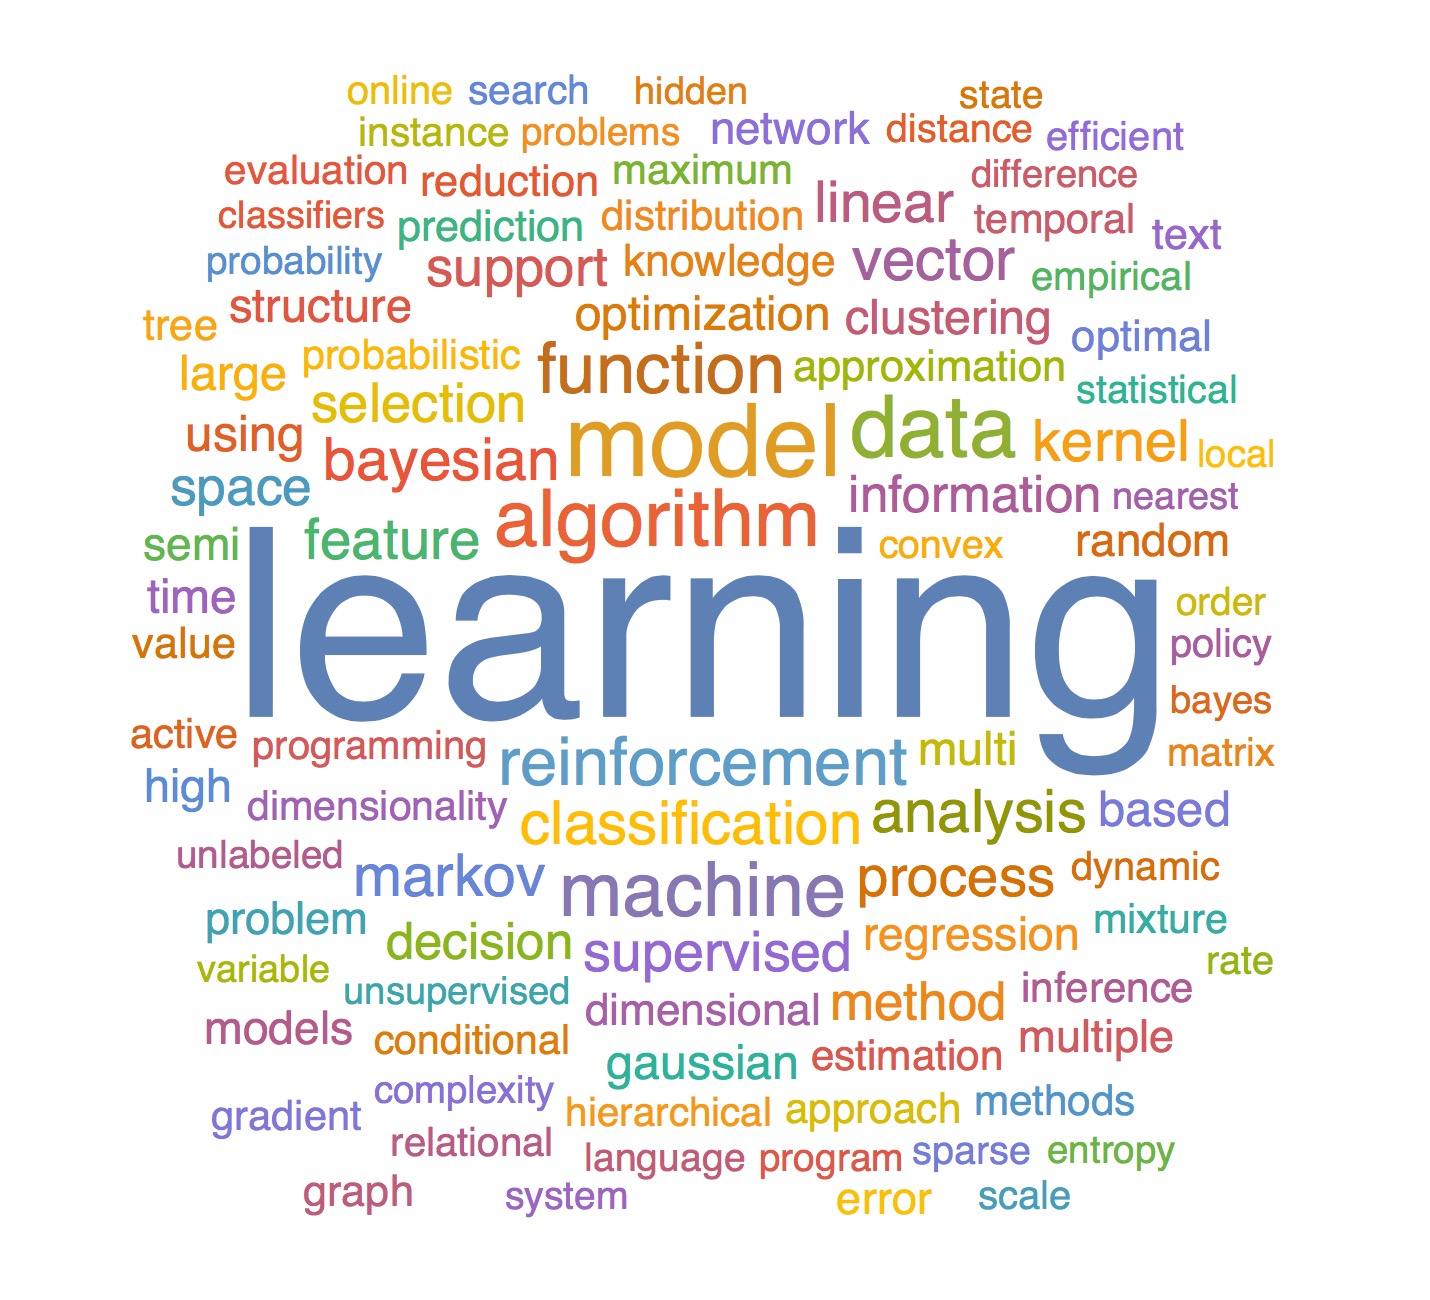 online search hidden state
instance problems network distance efficient
evaluation reduction maximum difference
classifiers prediction distribution linear temporal text
probability support knowledge vector empirical
tree structure optimization clustering optimal
large probabilistic function approximation statistical
selection
using bayesian model data kernel local
space algorithm information nearest
semi feature convex random
time learning order
value policy
bayes
active programming reinforcement multi matrix
high dimensionality classification analysis based
unlabeled markov machine process dynamic
problem decision supervised regression mixture
variable unsupervised dimensional method inference rate
models conditional gaussian estimation multiple
gradient complexity hierarchical approach methods
relational language program sparse entropy
graph system error scale